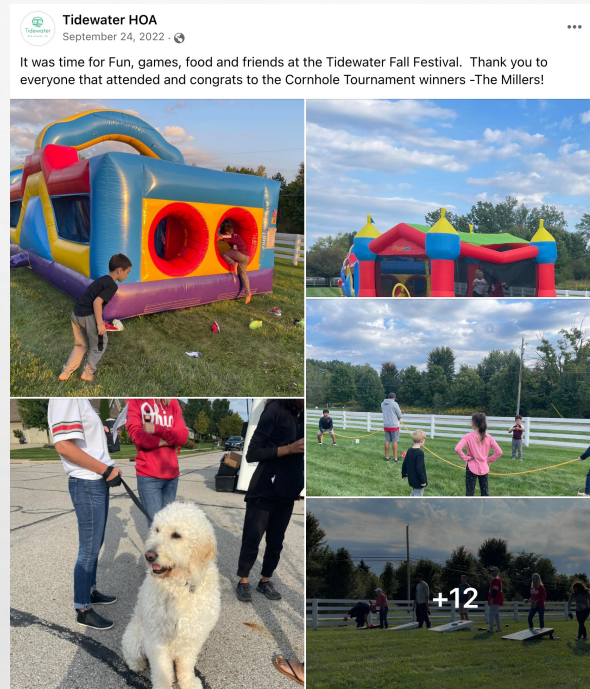 Tidewater
Tidewater HOA
September 24, 2022 ·
It was time for Fun, games, food and friends at the Tidewater Fall Festival.  Thank you to
everyone that attended and congrats to the Cornhole Tournament winners -The Millers!
Ohio
+12